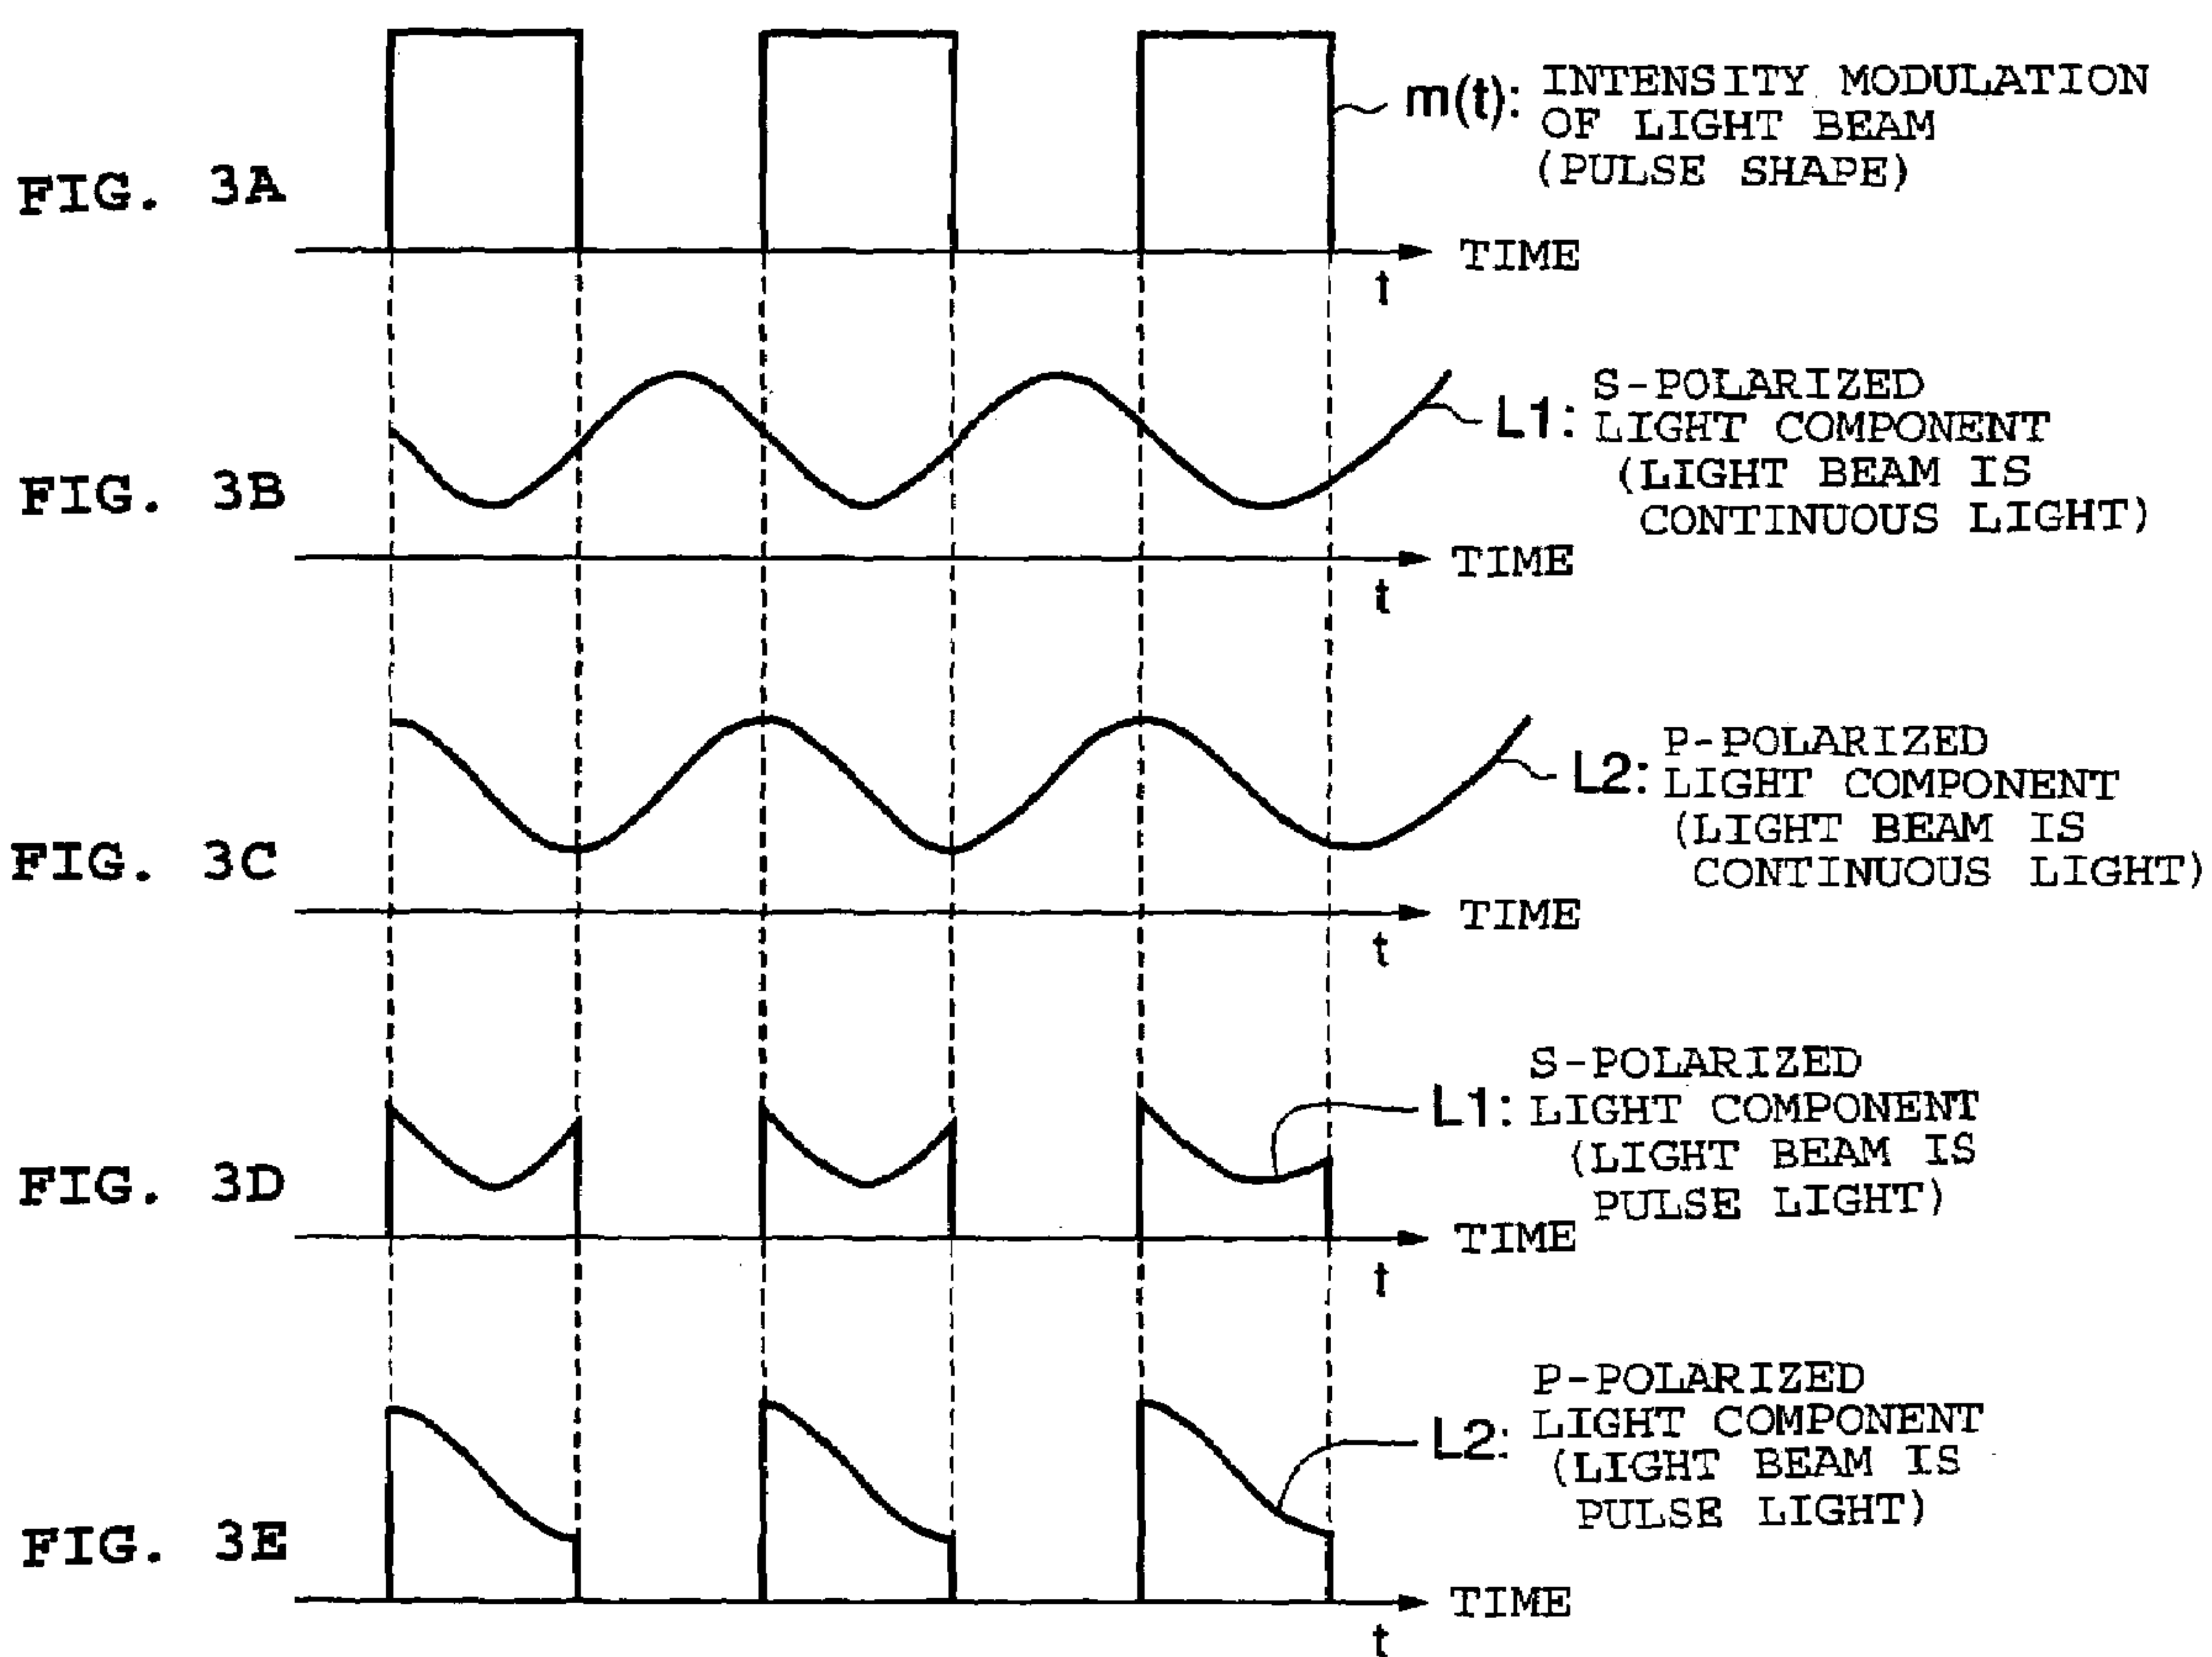 FIG. 3A
m(t): INTENSITY MODULATION
OF LIGHT BEAM
(PULSE SHAPE)
TIME
t
FIG. 3B
L1: S-POLARIZED
LIGHT COMPONENT
(LIGHT BEAM IS
CONTINUOUS LIGHT)
TIME
t
FIG. 3C
L2: P-POLARIZED
LIGHT COMPONENT
(LIGHT BEAM IS
CONTINUOUS LIGHT)
TIME
t
FIG. 3D
L1: S-POLARIZED
LIGHT COMPONENT
(LIGHT BEAM IS
PULSE LIGHT)
TIME
t
FIG. 3E
L2: P-POLARIZED
LIGHT COMPONENT
(LIGHT BEAM IS
PULSE LIGHT)
TIME
t